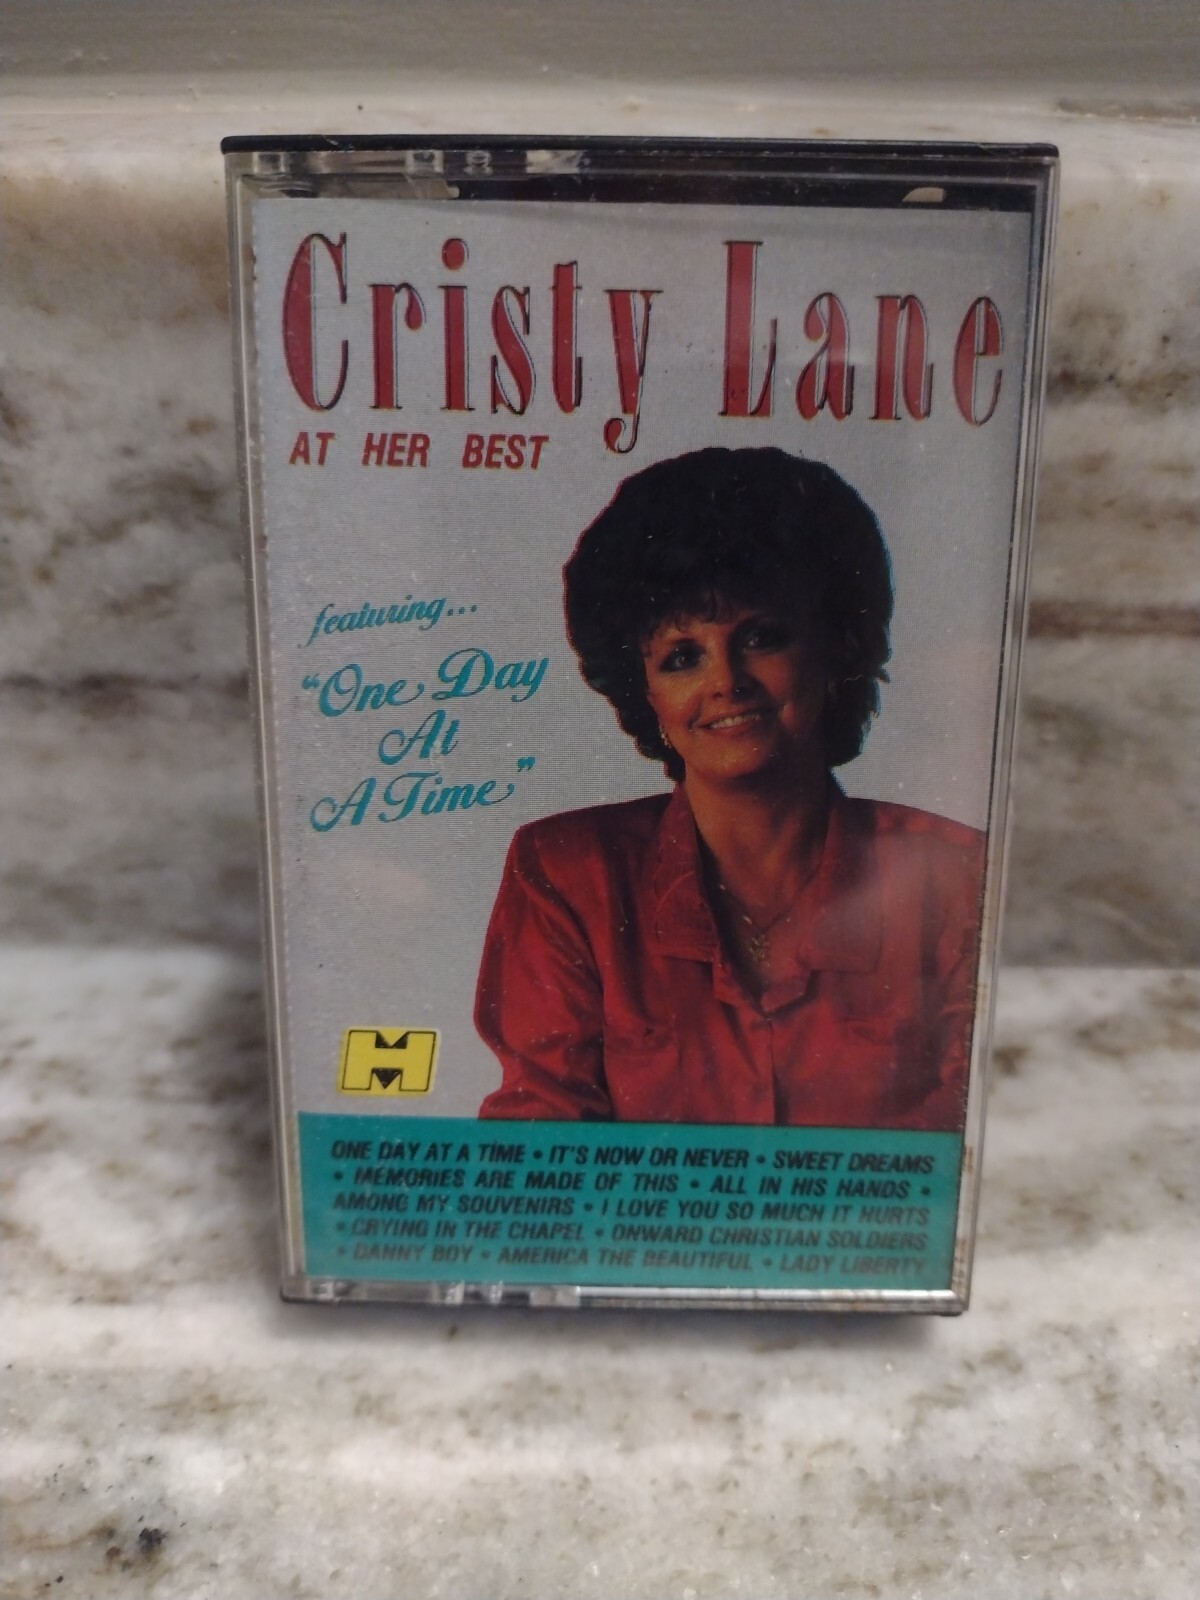 Cristy Lane
AT HER BEST
featuring...
"One Day
At
A Time"
H
ONE DAY AT A TIME • IT'S NOW OR NEVER • SWEET DREAMS
• MEMORIES ARE MADE OF THIS • ALL IN HIS HANDS •
AMONG MY SOUVENIRS • I LOVE YOU SO MUCH IT HURTS
• CRYING IN THE CHAPEL • ONWARD CHRISTIAN SOLDIERS
• DANNY BOY • AMERICA THE BEAUTIFUL • LADY LIBERTY